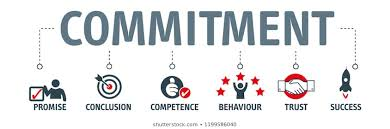 COMMITMENT
PROMISE CONCLUSION COMPETENCE BEHAVIOUR TRUST SUCCESS
shutterstock.com • 1199586040